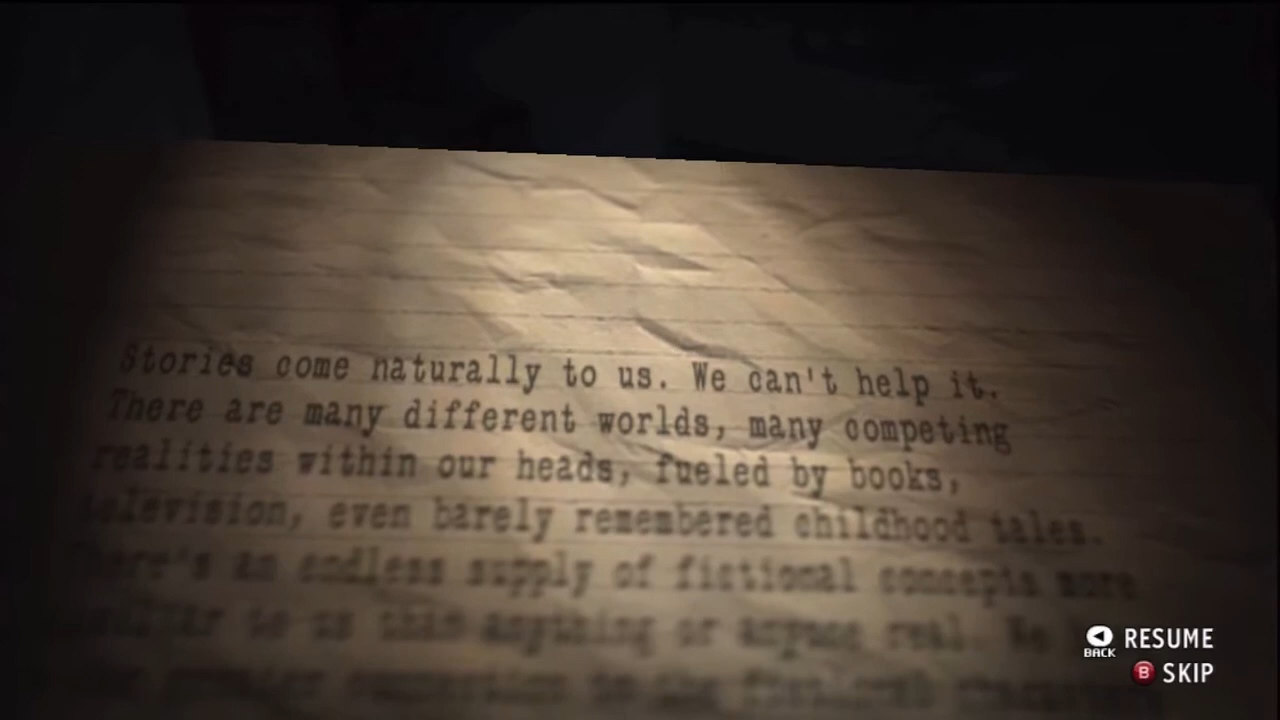 Stories come naturally to us. We can't help it.
There are many different worlds, many competing
realities within our heads, fueled by books,
television, even barely remembered childhood tales.
There's an endless supply of fictional concepts more
familiar to us than anything or anyone real. We
BACK RESUME
B SKIP